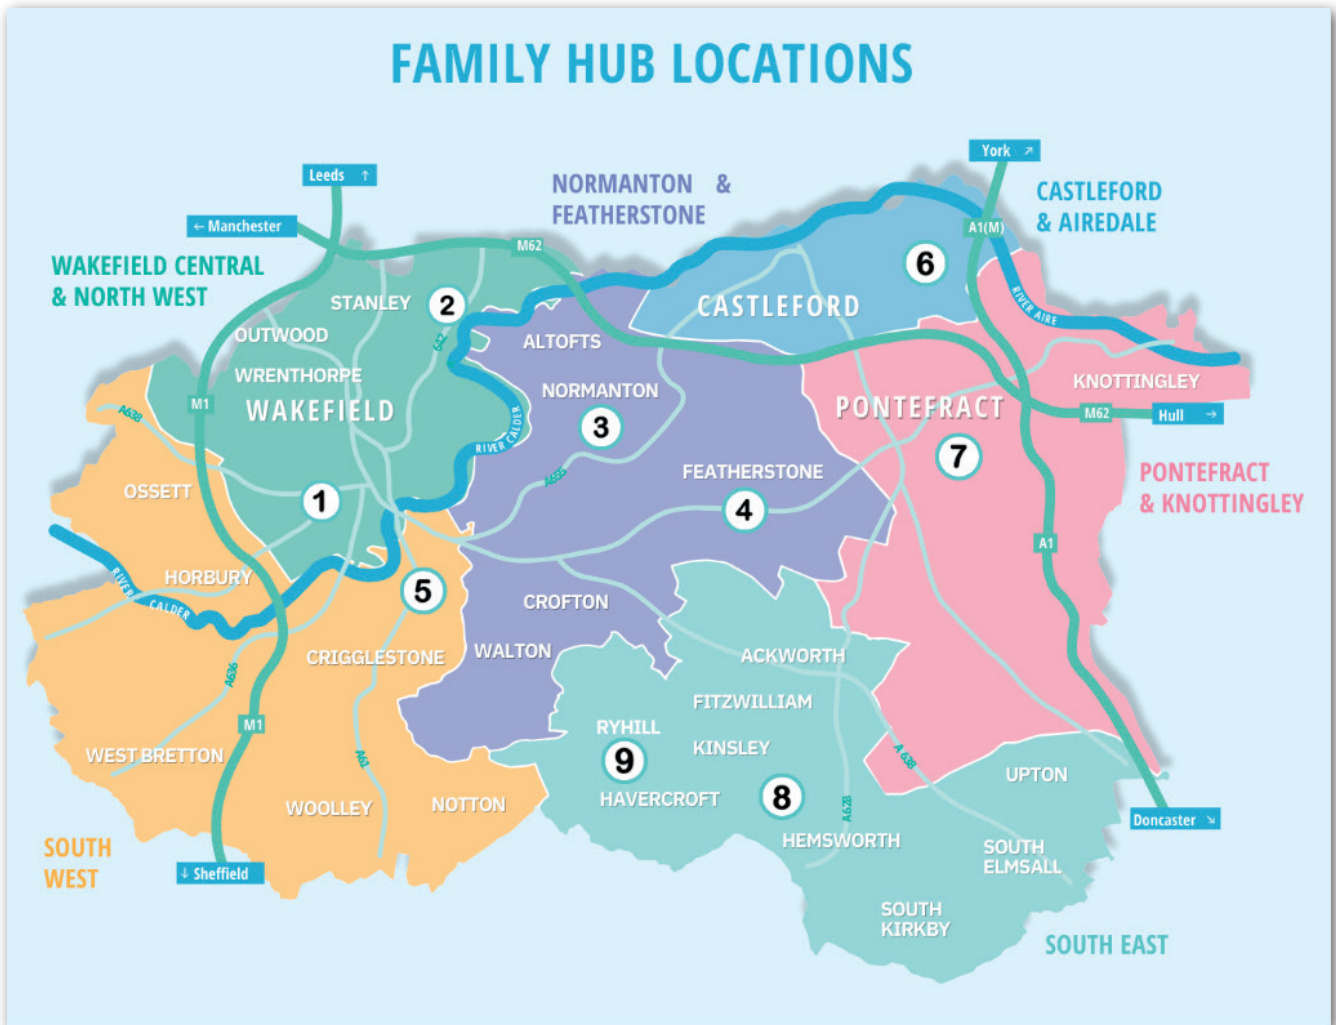 FAMILY HUB LOCATIONS
York ↗
Leeds ↑
NORMANTON &
FEATHERSTONE
CASTLEFORD
& AIREDALE
← Manchester
A1(M)
M62
WAKEFIELD CENTRAL
& NORTH WEST
6
STANLEY
2
CASTLEFORD
RIVER AIRE
OUTWOOD
642
ALTOFTS
WRENTHORPE
KNOTTINGLEY
NORMANTON
M1
WAKEFIELD
PONTEFRACT
A638
M62
Hull →
3
RIVER CALDER
7
FEATHERSTONE
PONTEFRACT
& KNOTTINGLEY
A655
OSSETT
1
4
A1
HORBURY
RIVER CALDER
5
CROFTON
CRIGGLESTONE
WALTON
ACKWORTH
A636
FITZWILLIAM
M1
RYHILL
KINSLEY
WEST BRETTON
A61
9
A638
UPTON
HAVERCROFT
8
WOOLLEY
NOTTON
A628
Doncaster ↘
HEMSWORTH
SOUTH
WEST
SOUTH
ELMSALL
↓ Sheffield
SOUTH
KIRKBY
SOUTH EAST